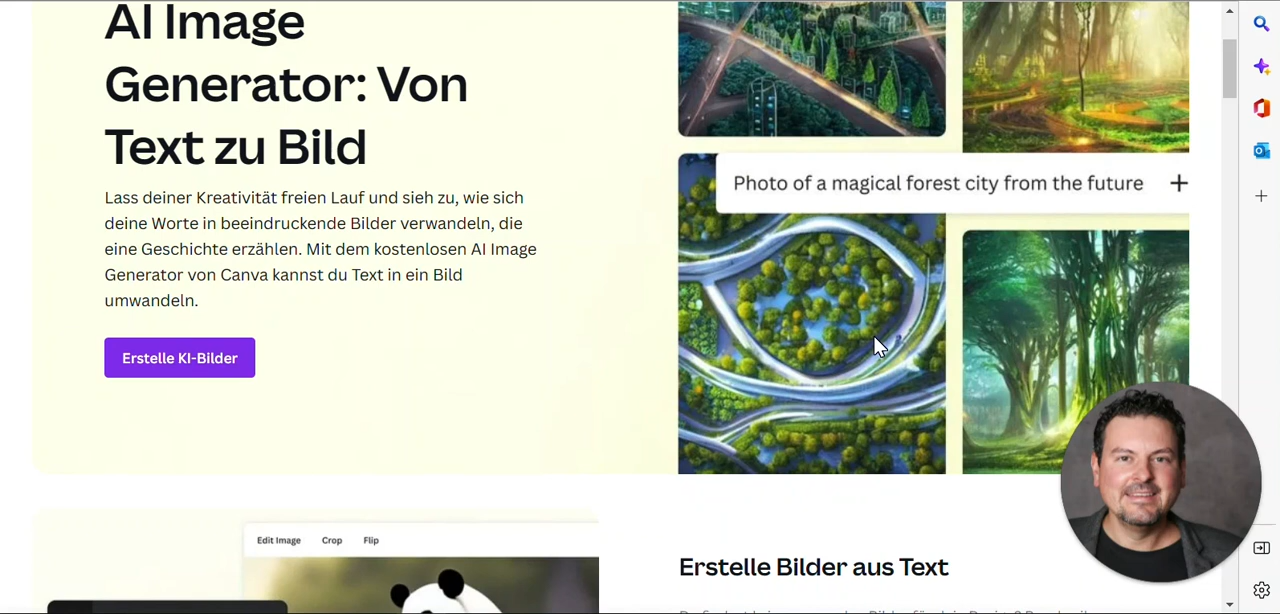 AI Image
Generator: Von
Text zu Bild
Lass deiner Kreativität freien Lauf und sieh zu, wie sich
deine Worte in beeindruckende Bilder verwandeln, die
eine Geschichte erzählen. Mit dem kostenlosen AI Image
Generator von Canva kannst du Text in ein Bild
umwandeln.
Erstelle KI-Bilder
Photo of a magical forest city from the future
Edit Image Crop Flip
Erstelle Bilder aus Text